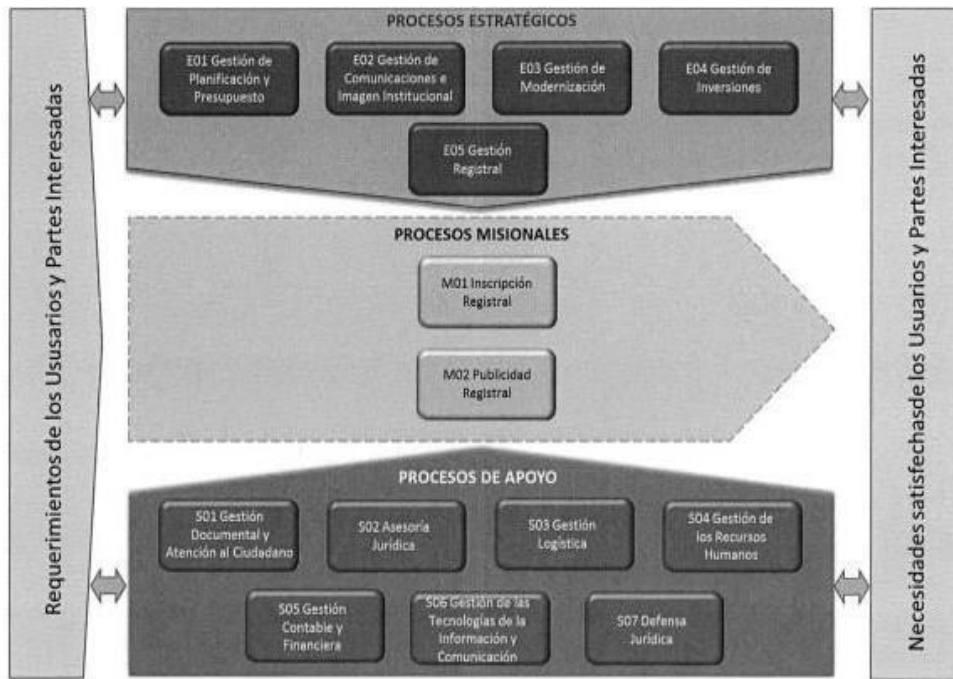 Requerimientos de los Ususarios y Partes Interesadas
PROCESOS ESTRATÉGICOS
E01 Gestión de
Planificación y
Presupuesto
E02 Gestión de
Comunicaciones e
Imagen Institucional
E03 Gestión de
Modernización
E04 Gestión de
Inversiones
E05 Gestión
Registral
PROCESOS MISIONALES
M01 Inscripción
Registral
M02 Publicidad
Registral
PROCESOS DE APOYO
S01 Gestión
Documental y
Atención al Ciudadano
S02 Asesoría
Jurídica
S03 Gestión
Logística
S04 Gestión de
los Recursos
Humanos
S05 Gestión
Contable y
Financiera
S06 Gestión de las
Tecnologías de la
Información y
Comunicación
S07 Defensa
Jurídica
Necesidades satisfechasde los Usuarios y Partes Interesadas